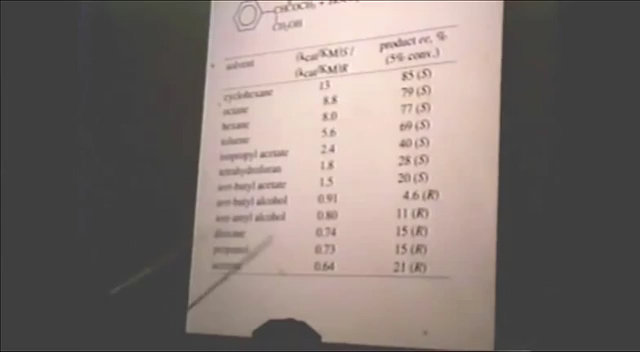 CHCOCH₃ +
CH₂OH
solvent (kcat/KM)S / (kcat/KM)R product ee, % (5% conv.)
cyclohexane 13 85 (S)
octane 8.8 79 (S)
hexane 8.0 77 (S)
toluene 5.6 69 (S)
isopropyl acetate 2.4 40 (S)
tetrahydrofuran 1.8 28 (S)
tert-butyl acetate 1.5 20 (S)
tert-butyl alcohol 0.91 4.6 (R)
tert-amyl alcohol 0.80 11 (R)
dioxane 0.74 15 (R)
propanol 0.73 15 (R)
0.64 21 (R)